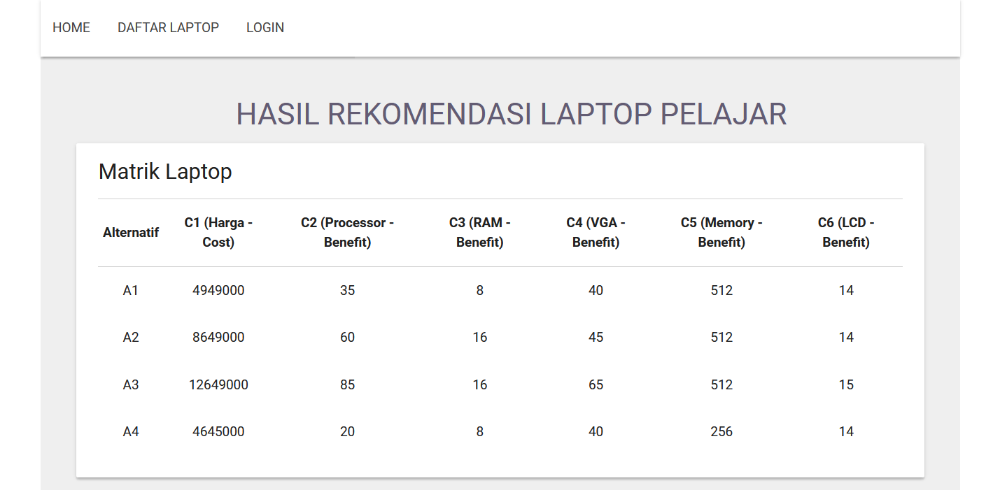 HOME DAFTAR LAPTOP LOGIN
HASIL REKOMENDASI LAPTOP PELAJAR
Matrik Laptop
Alternatif C1 (Harga - Cost) C2 (Processor - Benefit) C3 (RAM - Benefit) C4 (VGA - Benefit) C5 (Memory - Benefit) C6 (LCD - Benefit)
A1 4949000 35 8 40 512 14
A2 8649000 60 16 45 512 14
A3 12649000 85 16 65 512 15
A4 4645000 20 8 40 256 14